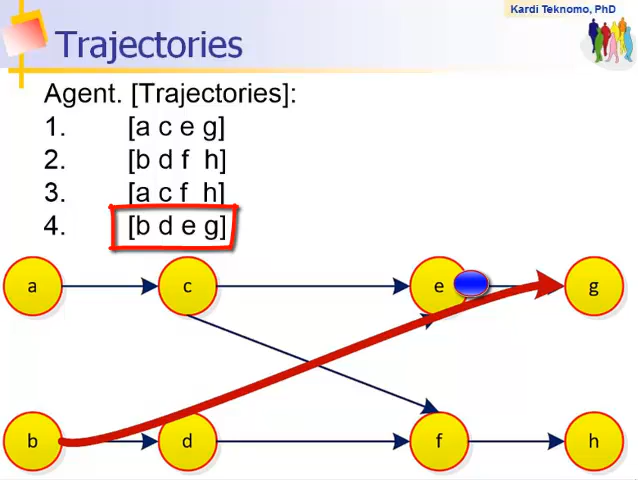 Kardi Teknomo, PhD
Trajectories
Agent. [Trajectories]:
1. [a c e g]
2. [b d f h]
3. [a c f h]
4. [b d e g]
a c e g
b d f h